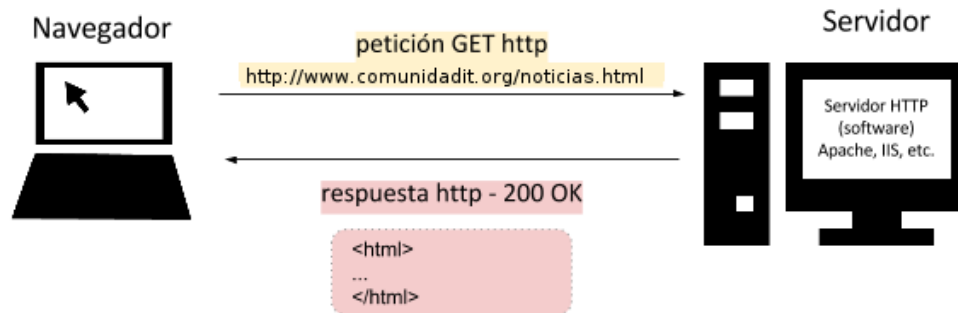 Navegador
Servidor
petición GET http
http://www.comunidadit.org/noticias.html
Servidor HTTP
(software)
Apache, IIS, etc.
respuesta http - 200 OK
<html>
...
</html>